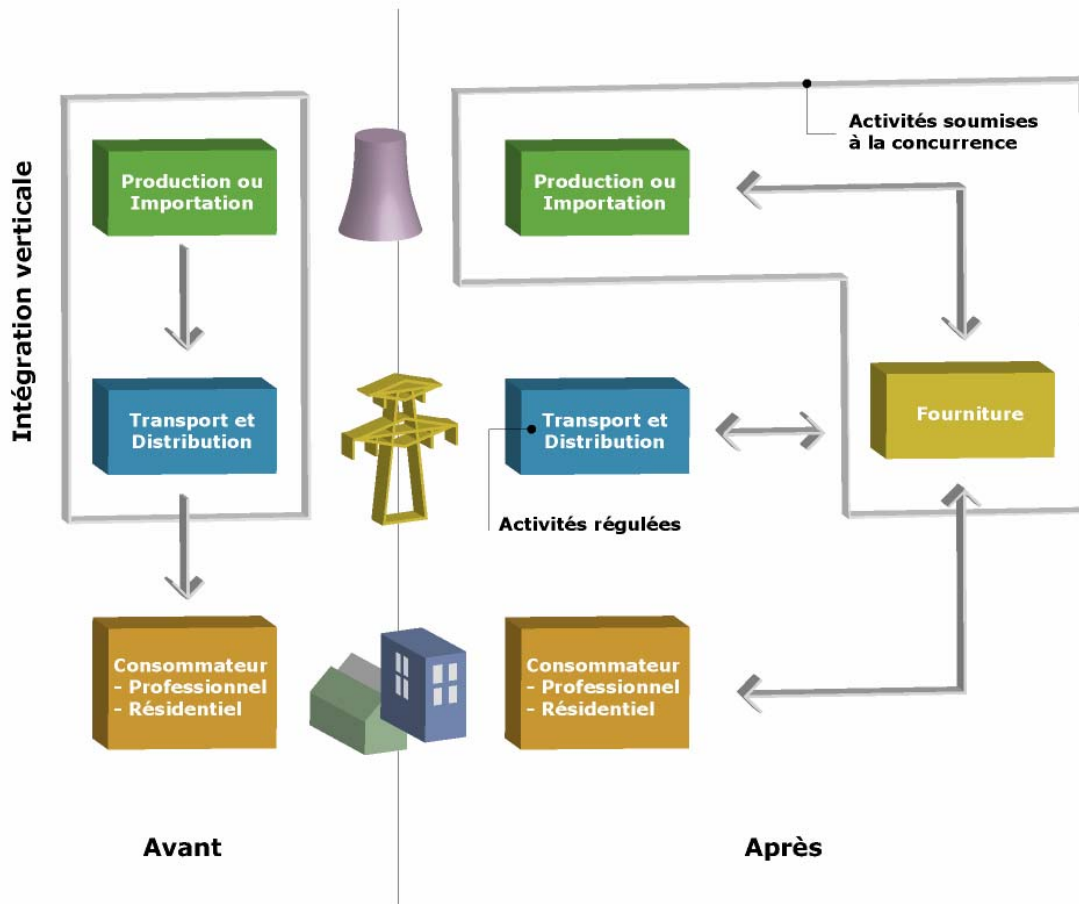 Intégration verticale
Production ou
Importation
Transport et
Distribution
Consommateur
- Professionnel
- Résidentiel
Avant
Activités soumises
à la concurrence
Production ou
Importation
Transport et
Distribution
Fourniture
Activités régulées
Consommateur
- Professionnel
- Résidentiel
Après